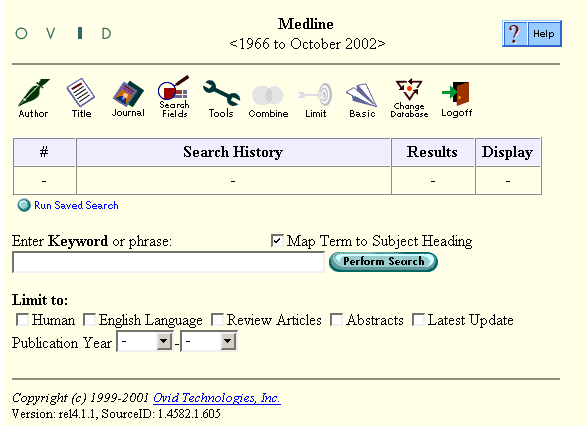 O V I D
Medline
<1966 to October 2002>
? Help
Author Title Journal Search Fields Tools Combine Limit Basic Change Database Logoff
# Search History Results Display
- - - -
Run Saved Search
Enter Keyword or phrase: Map Term to Subject Heading
Perform Search
Limit to:
Human English Language Review Articles Abstracts Latest Update
Publication Year - - -
Copyright (c) 1999-2001 Ovid Technologies, Inc.
Version: rel4.1.1, SourceID: 1.4582.1.605